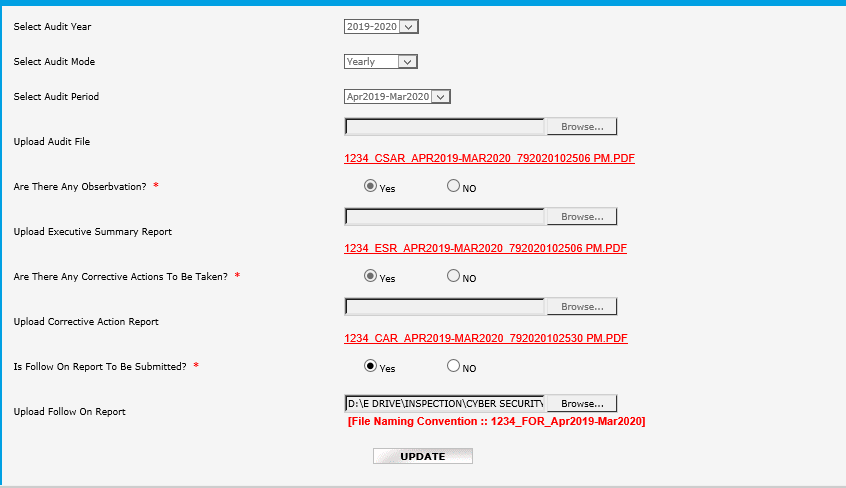 Select Audit Year 2019-2020
Select Audit Mode Yearly
Select Audit Period Apr2019-Mar2020
Upload Audit File Browse...
1234_CSAR_APR2019-MAR2020_792020102506 PM.PDF
Are There Any Obserbvation? * Yes NO
Upload Executive Summary Report Browse...
1234_ESR_APR2019-MAR2020_792020102506 PM.PDF
Are There Any Corrective Actions To Be Taken? * Yes NO
Upload Corrective Action Report Browse...
1234_CAR_APR2019-MAR2020_792020102530 PM.PDF
Is Follow On Report To Be Submitted? * Yes NO
Upload Follow On Report D:\E DRIVE\INSPECTION\CYBER SECURITY Browse...
[File Naming Convention :: 1234_FOR_Apr2019-Mar2020]
UPDATE